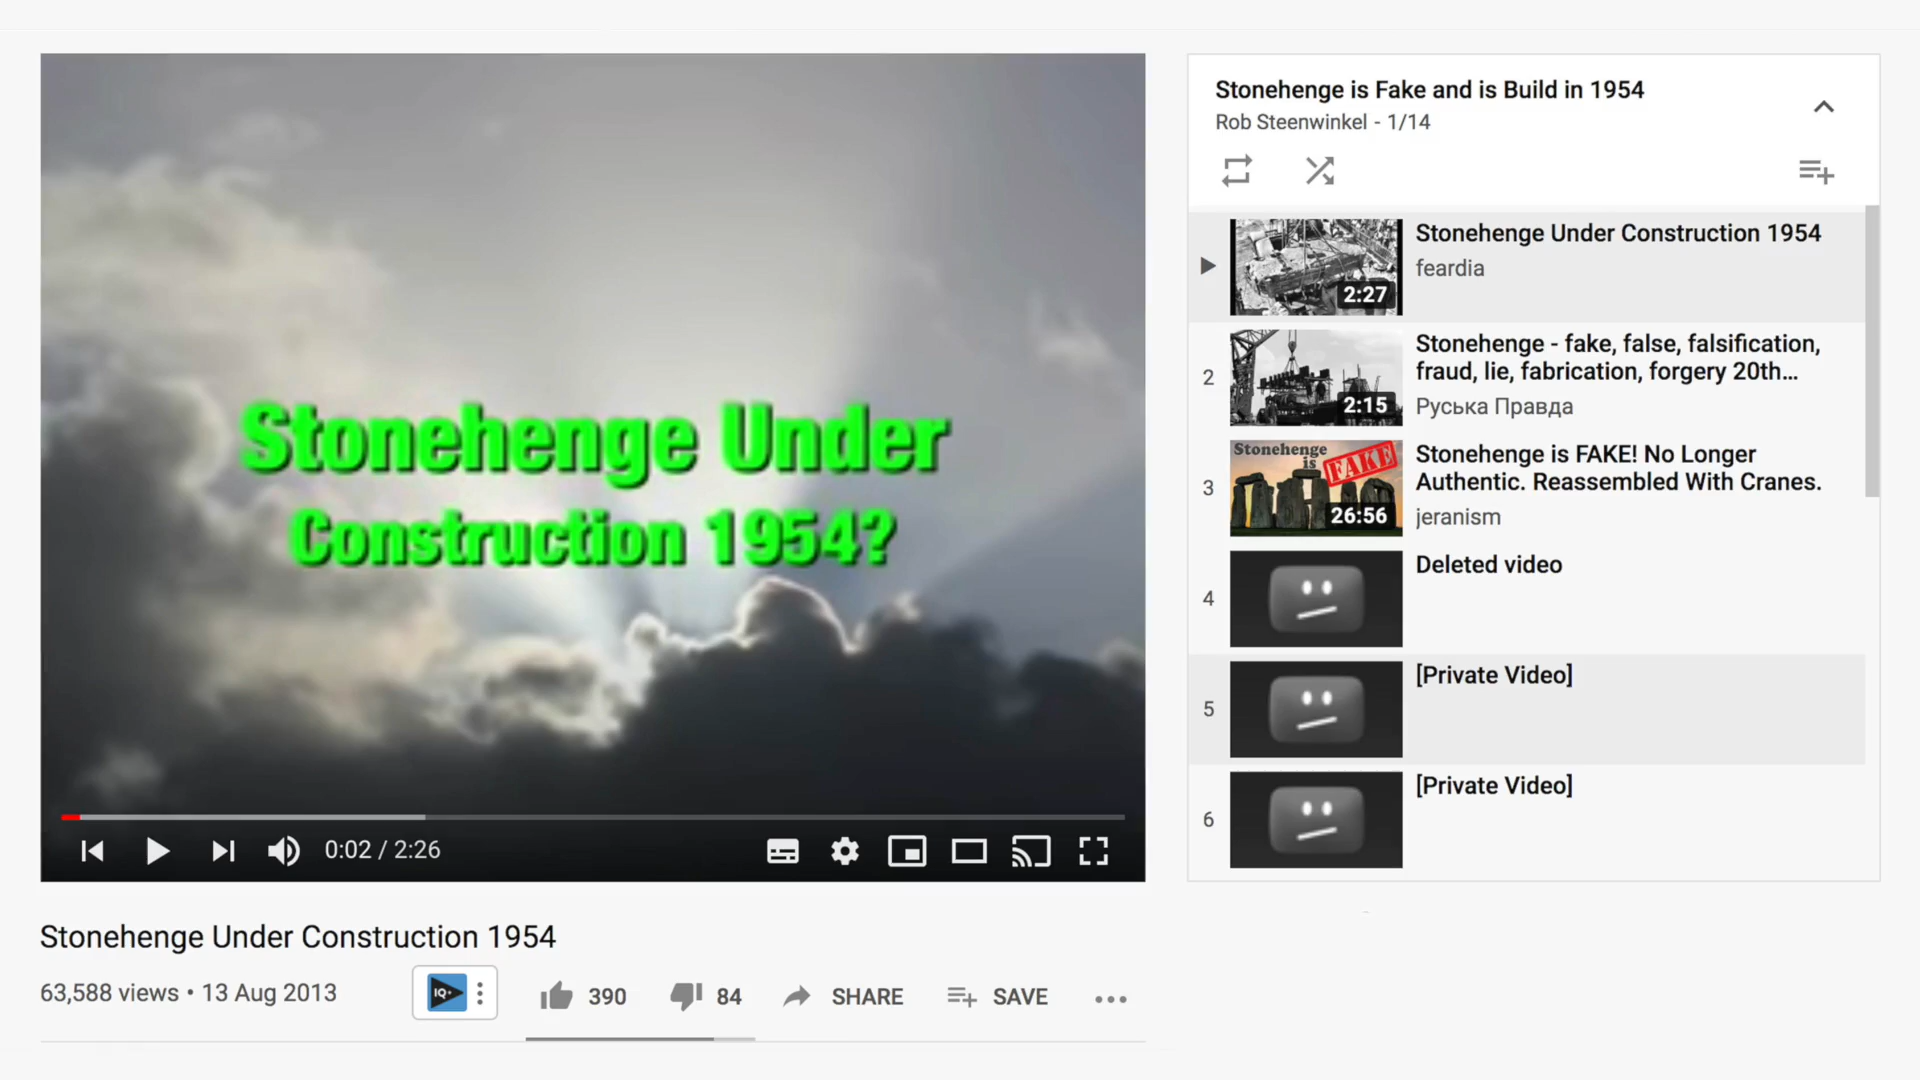 Stonehenge Under
Construction 1954?
0:02 / 2:26
Stonehenge Under Construction 1954
63,588 views • 13 Aug 2013
IQ+
390
84
SHARE
SAVE
Stonehenge is Fake and is Build in 1954
Rob Steenwinkel - 1/14
2:27
Stonehenge Under Construction 1954
feardia
2
2:15
Stonehenge - fake, false, falsification,
fraud, lie, fabrication, forgery 20th...
Руська Правда
3
Stonehenge
is
FAKE
26:56
Stonehenge is FAKE! No Longer
Authentic. Reassembled With Cranes.
jeranism
4
Deleted video
5
[Private Video]
6
[Private Video]